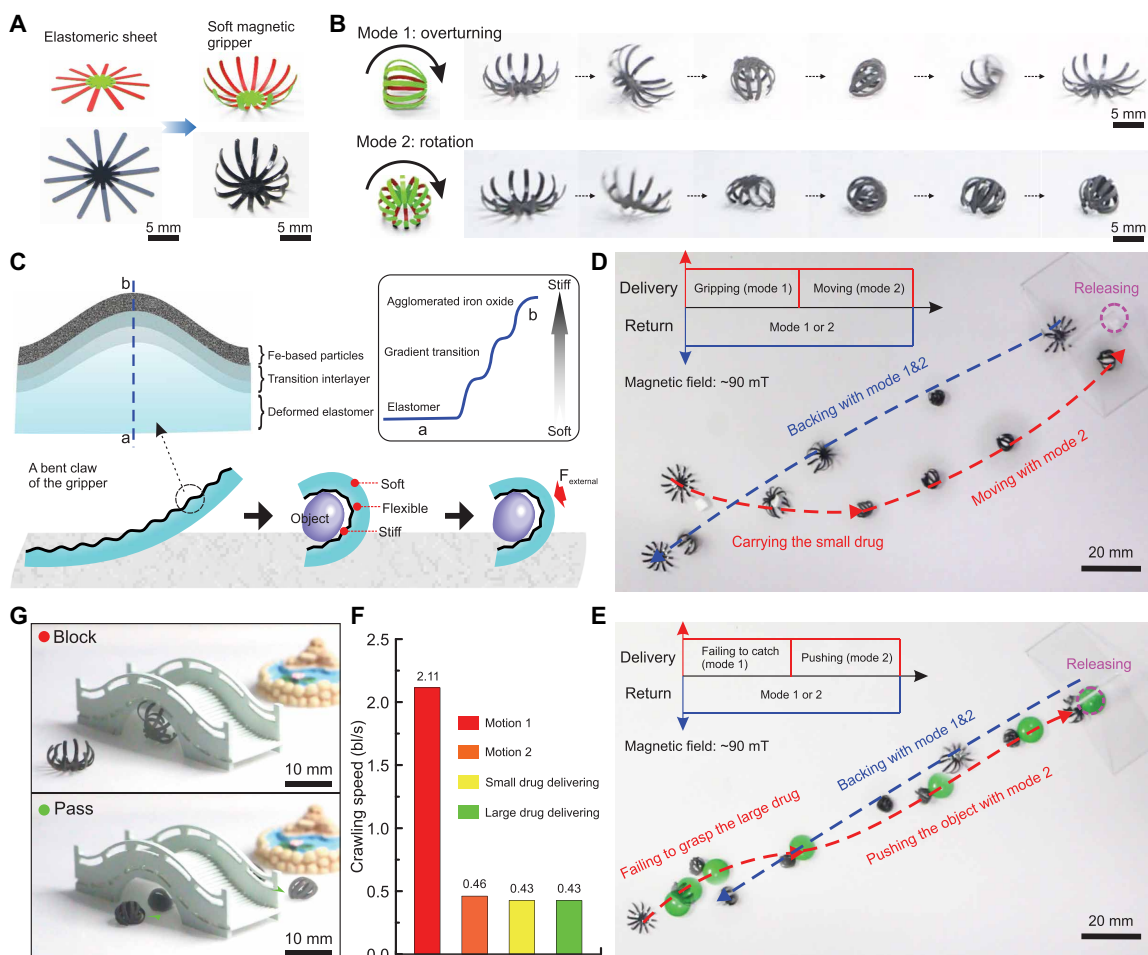 A
Elastomeric sheet
Soft magnetic
gripper
5 mm
5 mm
B
Mode 1: overturning
5 mm
Mode 2: rotation
5 mm
C
b
a
Fe-based particles
Transition interlayer
Deformed elastomer
Agglomerated iron oxide
Gradient transition
Elastomer
a
b
Stiff
Soft
A bent claw
of the gripper
Object
Soft
Flexible
Stiff
F external
D
Delivery
Gripping (mode 1)
Moving (mode 2)
Return
Mode 1 or 2
Magnetic field: ~90 mT
Releasing
Backing with mode 1&2
Moving with mode 2
Carrying the small drug
20 mm
G
Block
10 mm
Pass
10 mm
F
Crawling speed (bl/s)
2.5
2.0
1.5
1.0
0.5
0.0
2.11
0.46
0.43
0.43
Motion 1
Motion 2
Small drug delivering
Large drug delivering
E
Delivery
Failing to catch
(mode 1)
Pushing (mode 2)
Return
Mode 1 or 2
Magnetic field: ~90 mT
Releasing
Backing with mode 1&2
Pushing the object with mode 2
Failing to grasp the large drug
20 mm